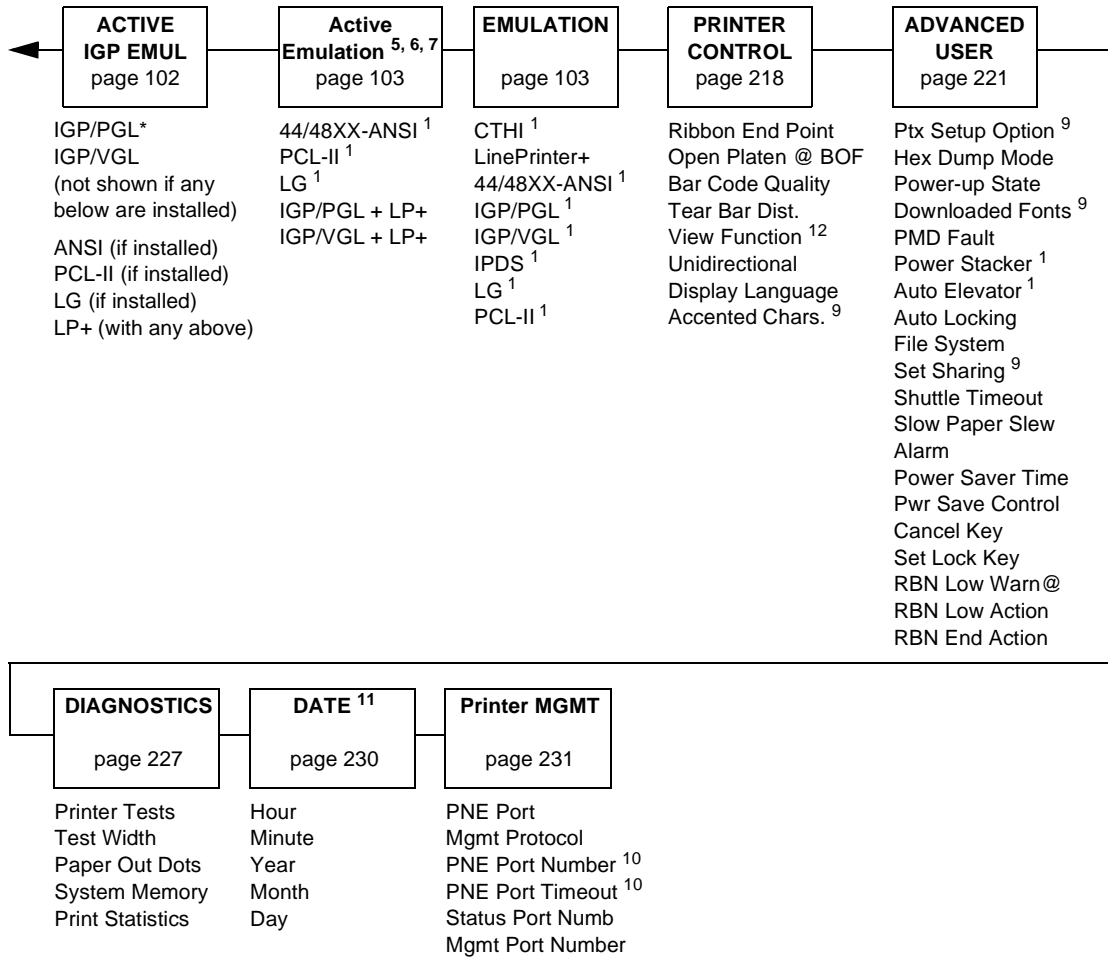 ACTIVE
IGP EMUL
page 102
IGP/PGL*
IGP/VGL
(not shown if any
below are installed)
ANSI (if installed)
PCL-II (if installed)
LG (if installed)
LP+ (with any above)
Active
Emulation 5, 6, 7
page 103
44/48XX-ANSI 1
PCL-II 1
LG 1
IGP/PGL + LP+
IGP/VGL + LP+
EMULATION
page 103
CTHI 1
LinePrinter+
44/48XX-ANSI 1
IGP/PGL 1
IGP/VGL 1
IPDS 1
LG 1
PCL-II 1
PRINTER
CONTROL
page 218
Ribbon End Point
Open Platen @ BOF
Bar Code Quality
Tear Bar Dist.
View Function 12
Unidirectional
Display Language
Accented Chars. 9
ADVANCED
USER
page 221
Ptx Setup Option 9
Hex Dump Mode
Power-up State
Downloaded Fonts 9
PMD Fault
Power Stacker 1
Auto Elevator 1
Auto Locking
File System
Set Sharing 9
Shuttle Timeout
Slow Paper Slew
Alarm
Power Saver Time
Pwr Save Control
Cancel Key
Set Lock Key
RBN Low Warn@
RBN Low Action
RBN End Action
DIAGNOSTICS
page 227
Printer Tests
Test Width
Paper Out Dots
System Memory
Print Statistics
DATE 11
page 230
Hour
Minute
Year
Month
Day
Printer MGMT
page 231
PNE Port
Mgmt Protocol
PNE Port Number 10
PNE Port Timeout 10
Status Port Numb
Mgmt Port Number